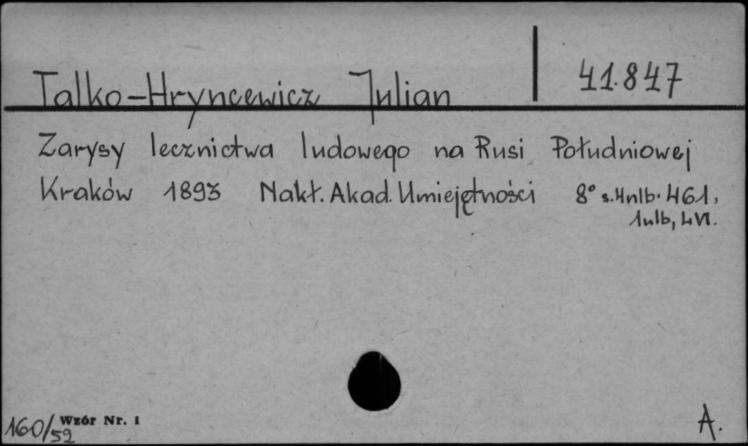 Talko-Hryncewicz Julian 41.847
Zarysy lecznictwa ludowego na Rusi Południowej
Kraków 1893 Nakł. Akad. Umiejętności 8° s. 4nlb. 461,
1nlb, LVI.
160/52 Wzór Nr. 1 A.